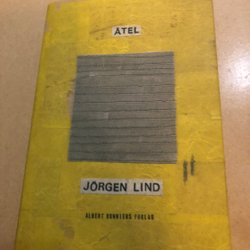 ÅTEL
JÖRGEN LIND
ALBERT BONNIERS FÖRLAG